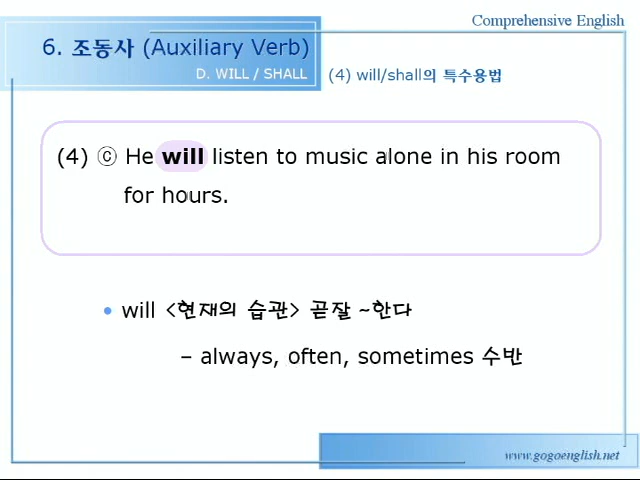 Comprehensive English
6. 조동사 (Auxiliary Verb)
D. WILL / SHALL
(4) will/shall의 특수용법
(4) ⓒ He will listen to music alone in his room
for hours.
• will <현재의 습관> 곧잘 ~한다
– always, often, sometimes 수반
www.gogoenglish.net